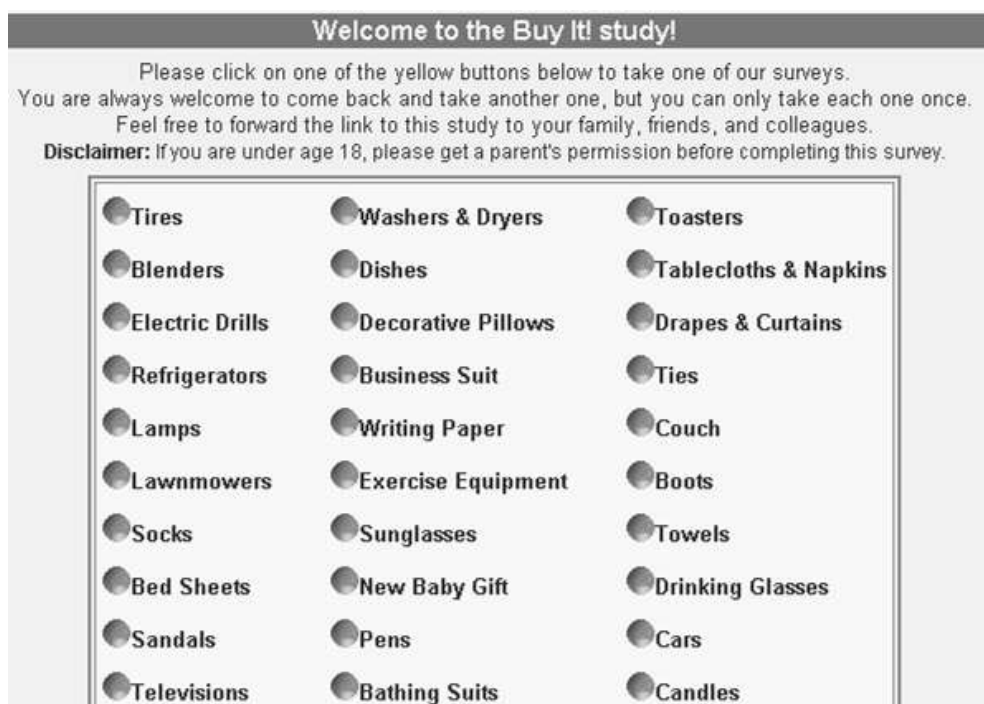 Welcome to the Buy It! study!
Please click on one of the yellow buttons below to take one of our surveys.
You are always welcome to come back and take another one, but you can only take each one once.
Feel free to forward the link to this study to your family, friends, and colleagues.
Disclaimer: If you are under age 18, please get a parent's permission before completing this survey.
Tires Washers & Dryers Toasters
Blenders Dishes Tablecloths & Napkins
Electric Drills Decorative Pillows Drapes & Curtains
Refrigerators Business Suit Ties
Lamps Writing Paper Couch
Lawnmowers Exercise Equipment Boots
Socks Sunglasses Towels
Bed Sheets New Baby Gift Drinking Glasses
Sandals Pens Cars
Televisions Bathing Suits Candles